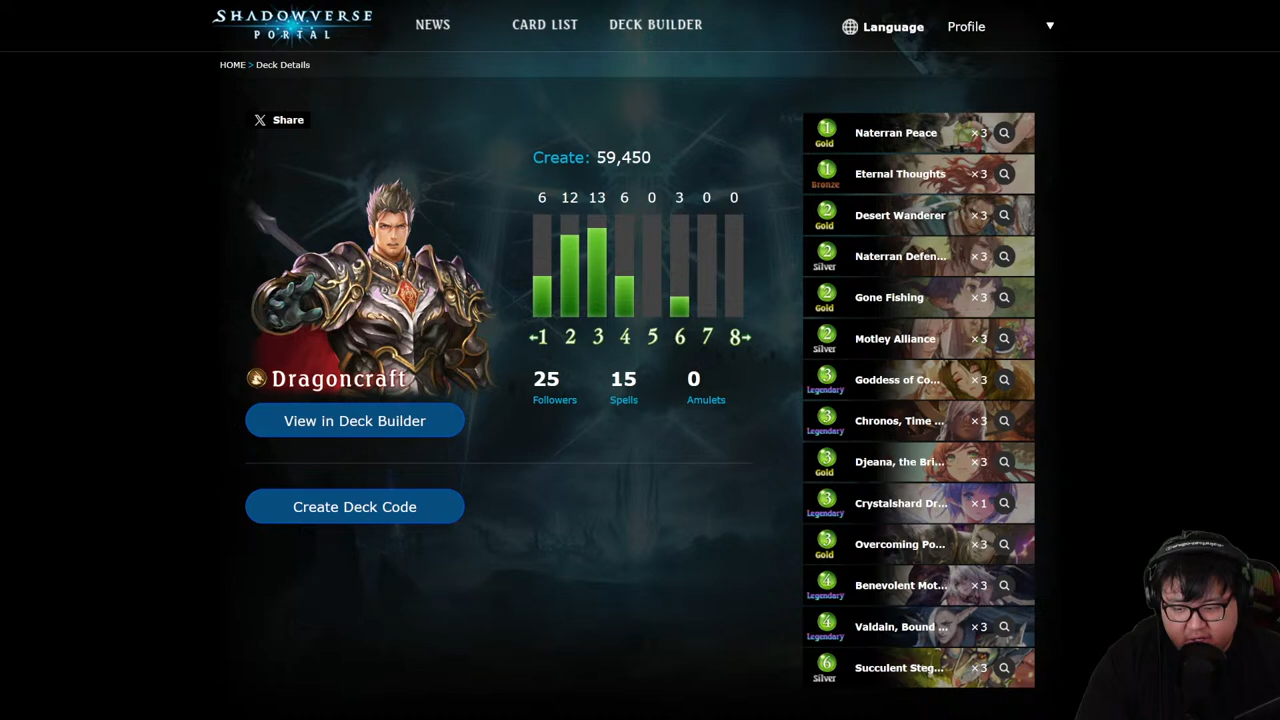 SHADOWVERSE
PORTAL
NEWS
CARD LIST
DECK BUILDER
Language
Profile
▼
HOME > Deck Details
X Share
Create: 59,450
6 12 13 6 0 3 0 0
←1 2 3 4 5 6 7 8→
25 15 0
Followers Spells Amulets
Dragoncraft
View in Deck Builder
Create Deck Code
1 Gold Naterran Peace ×3
1 Bronze Eternal Thoughts ×3
2 Gold Desert Wanderer ×3
2 Silver Naterran Defen... ×3
2 Gold Gone Fishing ×3
2 Silver Motley Alliance ×3
3 Legendary Goddess of Co... ×3
3 Legendary Chronos, Time ... ×3
3 Gold Djeana, the Bri... ×3
3 Legendary Crystalshard Dr... ×1
3 Gold Overcoming Po... ×3
4 Legendary Benevolent Mot... ×3
4 Legendary Valdain, Bound ... ×3
6 Silver Succulent Steg... ×3